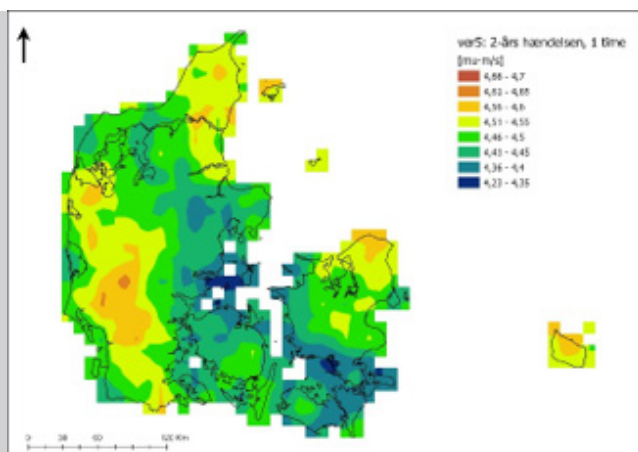 ver5: 2-års hændelsen, 1 time
[mu-m/s]
4,66 - 4,7
4,61 - 4,65
4,56 - 4,6
4,51 - 4,55
4,46 - 4,5
4,41 - 4,45
4,36 - 4,4
4,23 - 4,35
0 30 60 120 Km